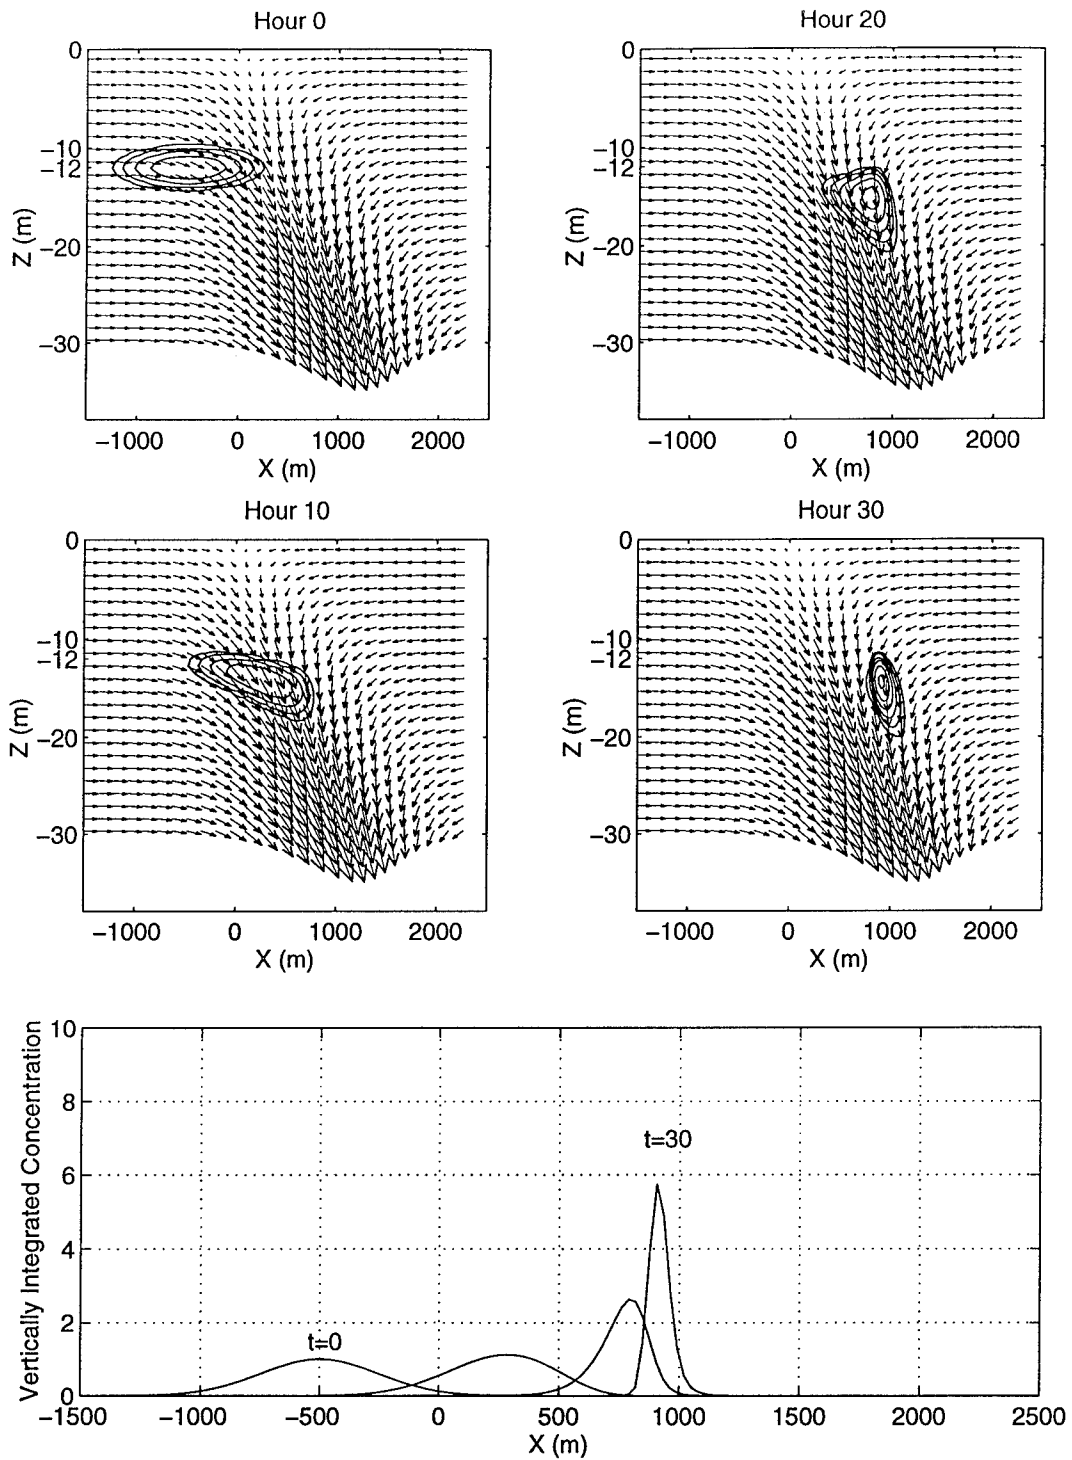 Hour 0
0
−10
−12
−20
−30
Z (m)
−1000 0 1000 2000
X (m)
Hour 20
0
−10
−12
−20
−30
Z (m)
−1000 0 1000 2000
X (m)
Hour 10
0
−10
−12
−20
−30
Z (m)
−1000 0 1000 2000
X (m)
Hour 30
0
−10
−12
−20
−30
Z (m)
−1000 0 1000 2000
X (m)
Vertically Integrated Concentration
10
8
6
4
2
0
t=30
t=0
−1500 −1000 −500 0 500 1000 1500 2000 2500
X (m)